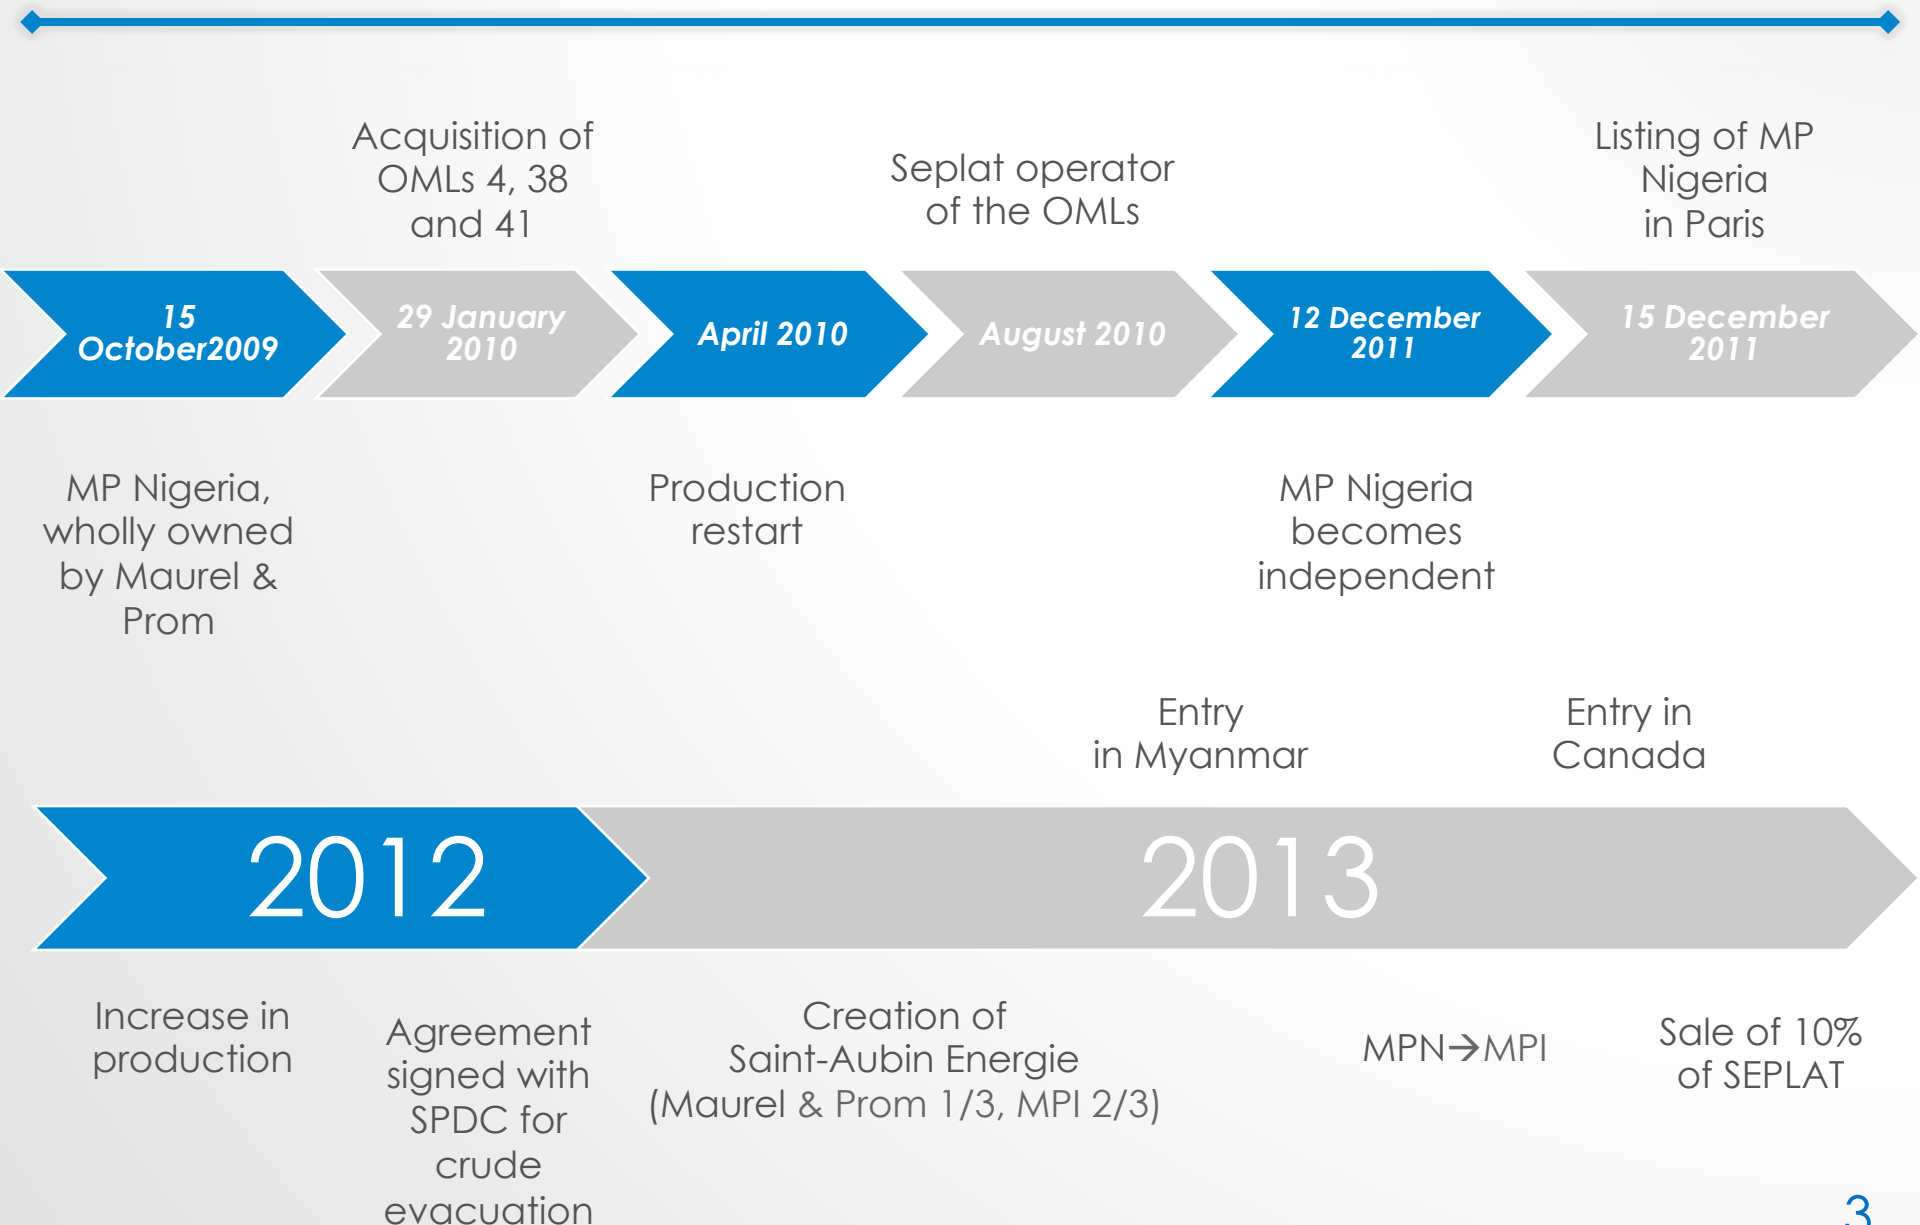 Acquisition of
OMLs 4, 38
and 41
Seplat operator
of the OMLs
Listing of MP
Nigeria
in Paris
15
October2009
29 January
2010
April 2010
August 2010
12 December
2011
15 December
2011
MP Nigeria,
wholly owned
by Maurel &
Prom
Production
restart
MP Nigeria
becomes
independent
Entry
in Myanmar
Entry in
Canada
2012
2013
Increase in
production
Agreement
signed with
SPDC for
crude
evacuation
Creation of
Saint-Aubin Energie
(Maurel & Prom 1/3, MPI 2/3)
MPN→MPI
Sale of 10%
of SEPLAT
3